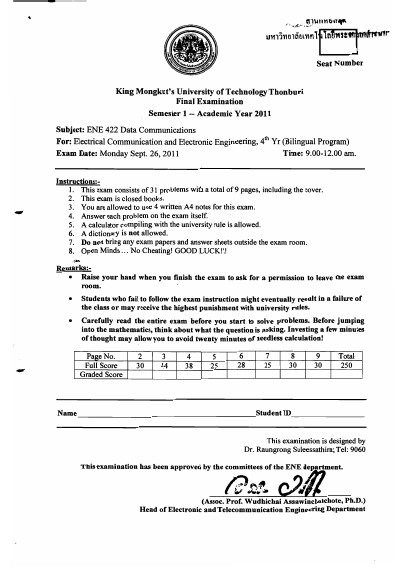 สำนักหอสมุด
มหาวิทยาลัยเทคโนโลยีพระจอมเกล้าธนบุรี
Seat Number
King Mongkut's University of Technology Thonburi
Final Examination
Semester 1 -- Academic Year 2011
Subject: ENE 422 Data Communications
For: Electrical Communication and Electronic Engineering, 4th Yr (Bilingual Program)
Exam Date: Monday Sept. 26, 2011 Time: 9.00-12.00 am.
Instructions:-
1. This exam consists of 31 problems with a total of 9 pages, including the cover.
2. This exam is closed books.
3. You are allowed to use 4 written A4 notes for this exam.
4. Answer each problem on the exam itself.
5. A calculator compiling with the university rule is allowed.
6. A dictionary is not allowed.
7. Do not bring any exam papers and answer sheets outside the exam room.
8. Open Minds… No Cheating! GOOD LUCK!!!
Remarks:-
• Raise your hand when you finish the exam to ask for a permission to leave the exam
room.
• Students who fail to follow the exam instruction might eventually result in a failure of
the class or may receive the highest punishment with university rules.
• Carefully read the entire exam before you start to solve problems. Before jumping
into the mathematics, think about what the question is asking. Investing a few minutes
of thought may allow you to avoid twenty minutes of needless calculation!
Page No. 2 3 4 5 6 7 8 9 Total
Full Score 30 44 38 25 28 25 30 30 250
Graded Score
Name Student ID
This examination is designed by
Dr. Raungrong Suleessathira; Tel: 9060
This examination has been approved by the committees of the ENE department.
(Assoc. Prof. Wudhichai Assawinchaichote, Ph.D.)
Head of Electronic and Telecommunication Engineering Department